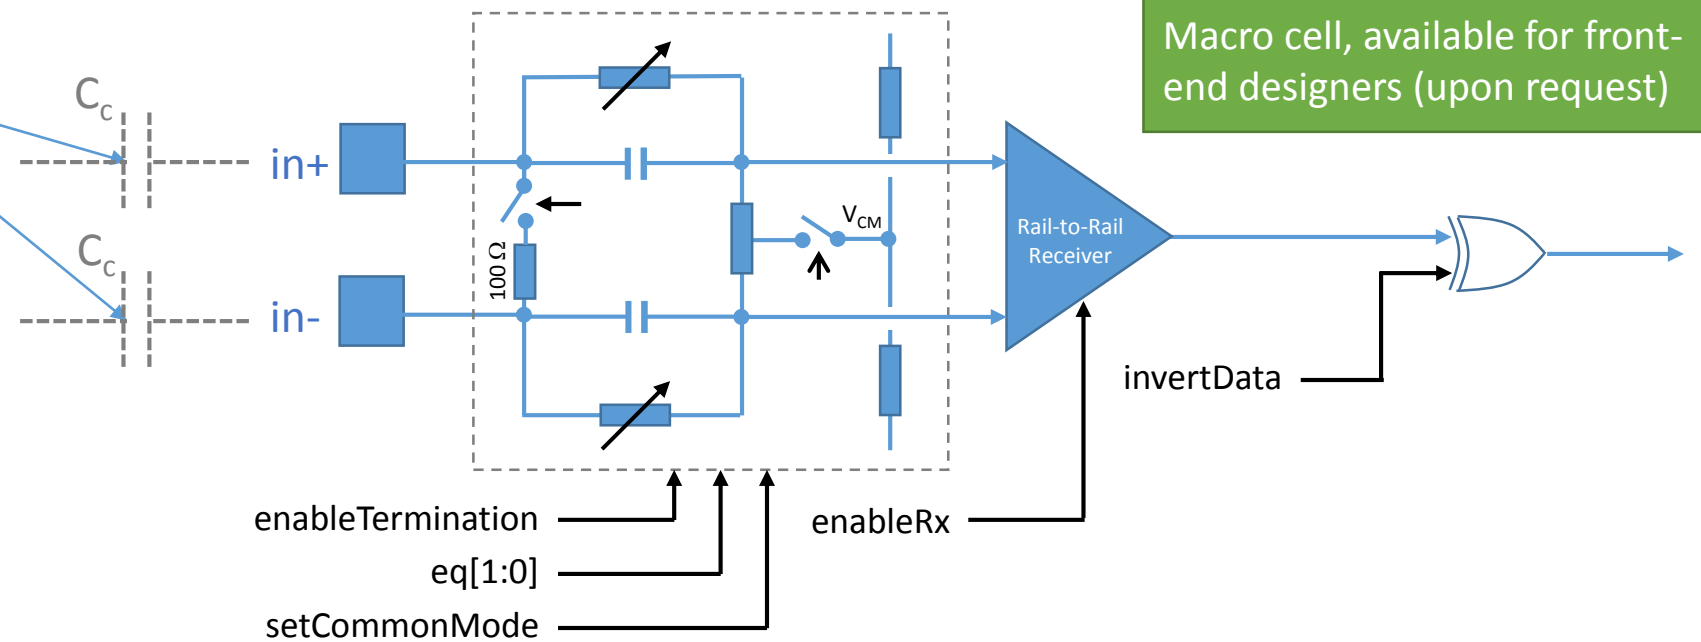 Macro cell, available for front-
end designers (upon request)
Cc
in+
VCM
Rail-to-Rail
Receiver
100 Ω
Cc
in-
invertData
enableTermination
enableRx
eq[1:0]
setCommonMode